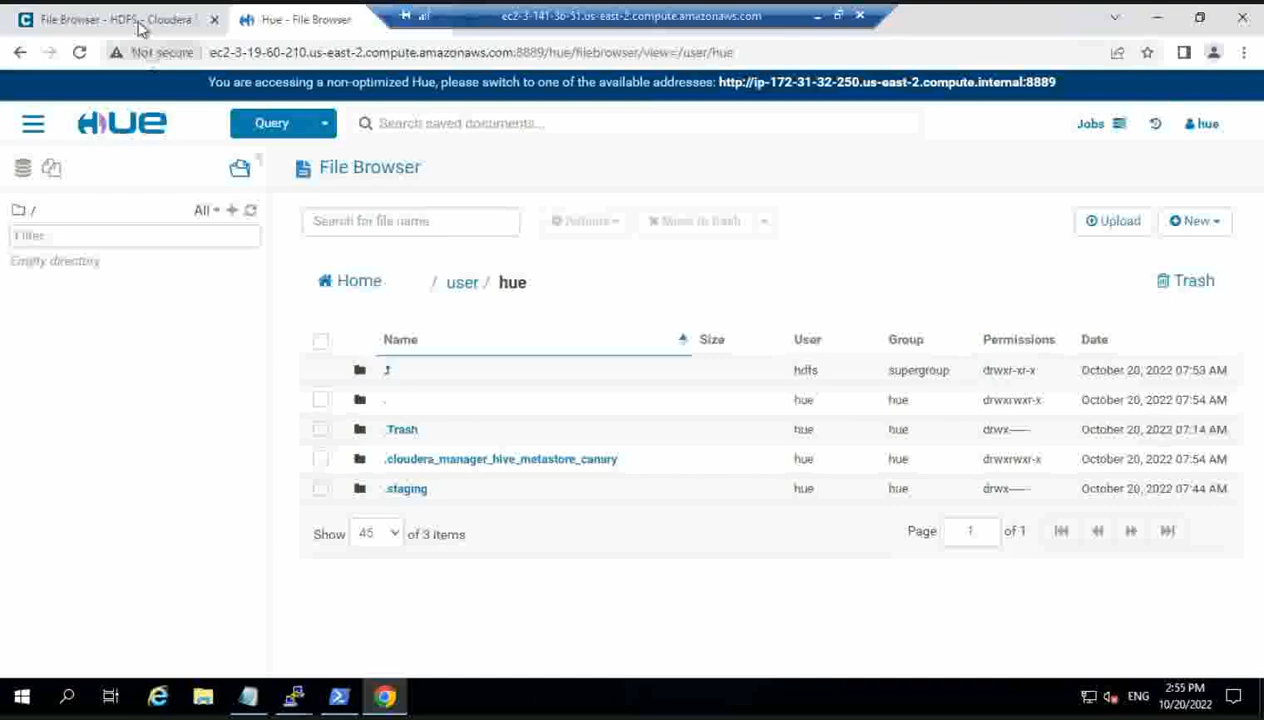 File Browser - HDFS - Cloudera
Hue - File Browser
ec2-3-141-3b-51.us-east-2.compute.amazonaws.com
Not secure
ec2-3-19-60-210.us-east-2.compute.amazonaws.com:8889/hue/filebrowser/view=/user/hue
You are accessing a non-optimized Hue, please switch to one of the available addresses: http://ip-172-31-32-250.us-east-2.compute.internal:8889
HUE
Query
Search saved documents...
Jobs
hue
File Browser
/
All
Filter
Empty directory
Search for file name
Actions
Move to trash
Upload
New
Home / user / hue
Trash
Name Size User Group Permissions Date
hdfs supergroup drwxr-xr-x October 20, 2022 07:53 AM
. hue hue drwxrwxr-x October 20, 2022 07:54 AM
.Trash hue hue drwx------ October 20, 2022 07:14 AM
.cloudera_manager_hive_metastore_canary hue hue drwxrwxr-x October 20, 2022 07:54 AM
.staging hue hue drwx------ October 20, 2022 07:44 AM
Show 45 of 3 items
Page 1 of 1
ENG
2:55 PM
10/20/2022